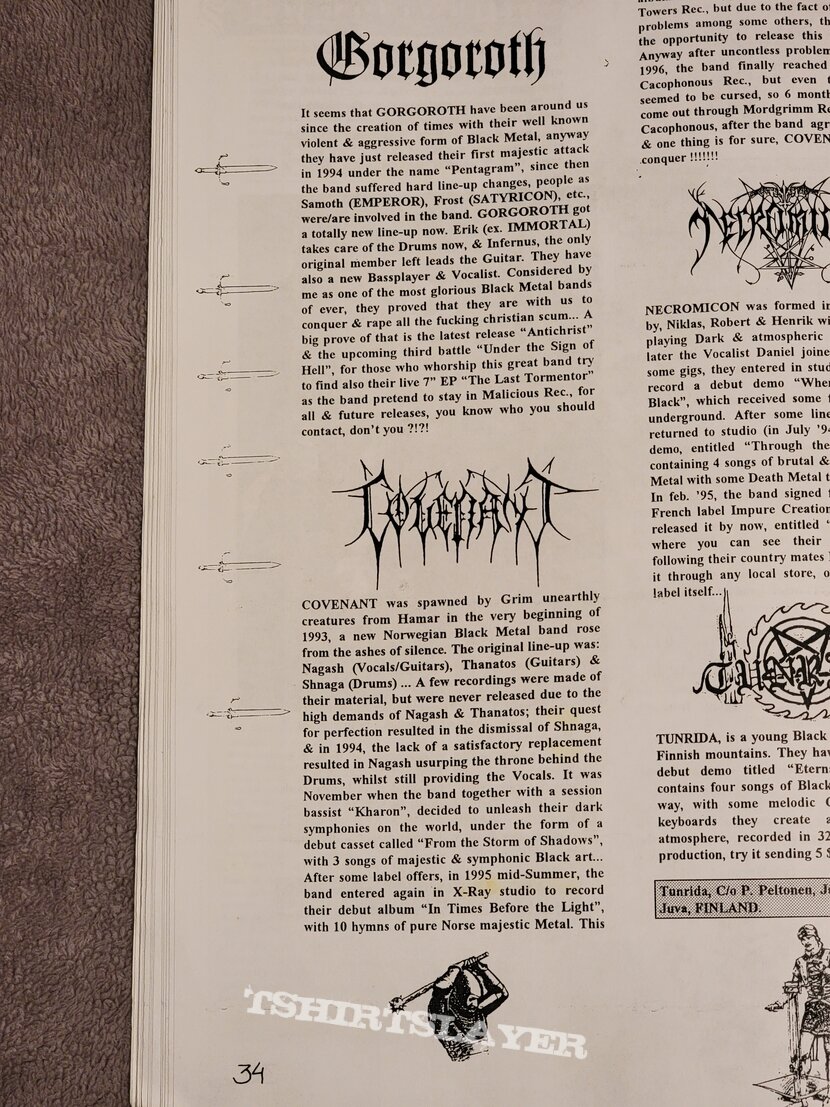 Gorgoroth
It seems that GORGOROTH have been around us
since the creation of times with their well known
violent & aggressive form of Black Metal, anyway
they have just released their first majestic attack
in 1994 under the name “Pentagram”, since then
the band suffered hard line-up changes, people as
Samoth (EMPEROR), Frost (SATYRICON), etc.,
were/are involved in the band. GORGOROTH got
a totally new line-up now. Erik (ex. IMMORTAL)
takes care of the Drums now, & Infernus, the only
original member left leads the Guitar. They have
also a new Bassplayer & Vocalist. Considered by
me as one of the most glorious Black Metal bands
of ever, they proved that they are with us to
conquer & rape all the fucking christian scum... A
big prove of that is the latest release “Antichrist”
& the upcoming third battle “Under the Sign of
Hell”, for those who whorship this great band try
to find also their live 7” EP “The Last Tormentor”
as the band pretend to stay in Malicious Rec., for
all & future releases, you know who you should
contact, don’t you ?!?!
COVENANT
COVENANT was spawned by Grim unearthly
creatures from Hamar in the very beginning of
1993, a new Norwegian Black Metal band rose
from the ashes of silence. The original line-up was:
Nagash (Vocals/Guitars), Thanatos (Guitars) &
Shnaga (Drums) ... A few recordings were made of
their material, but were never released due to the
high demands of Nagash & Thanatos; their quest
for perfection resulted in the dismissal of Shnaga,
& in 1994, the lack of a satisfactory replacement
resulted in Nagash usurping the throne behind the
Drums, whilst still providing the Vocals. It was
November when the band together with a session
bassist “Kharon”, decided to unleash their dark
symphonies on the world, under the form of a
debut casset called “From the Storm of Shadows”,
with 3 songs of majestic & symphonic Black art...
After some label offers, in 1995 mid-Summer, the
band entered again in X-Ray studio to record
their debut album “In Times Before the Light”,
with 10 hymns of pure Norse majestic Metal. This
34
Towers Rec., but due to the fact of
problems among some others, th
the opportunity to release this
Anyway after uncontless problem
1996, the band finally reached
Cacophonous Rec., but even t
seemed to be cursed, so 6 month
come out through Mordgrimm Re
Cacophonous, after the band agr
& one thing is for sure, COVEN
conquer !!!!!!!
NECROMIC
NECROMICON was formed in
by, Niklas, Robert & Henrik wi
playing Dark & atmospheric
later the Vocalist Daniel joine
some gigs, they entered in stud
record a debut demo “Wher
Black”, which received some
underground. After some line
returned to studio (in July ’94
demo, entitled “Through the
containing 4 songs of brutal &
Metal with some Death Metal t
In feb. ’95, the band signed
French label Impure Creation
released it by now, entitled “
where you can see their
following their country mates
it through any local store, o
label itself...
TUNRI
TUNRIDA, is a young Black
Finnish mountains. They hav
debut demo titled “Etern
contains four songs of Black
way, with some melodic
keyboards they create a
atmosphere, recorded in 32
production, try it sending 5 $
Tunrida, C/o P. Peltonen, Ju
Juva, FINLAND.
TSHIRTSLAYER